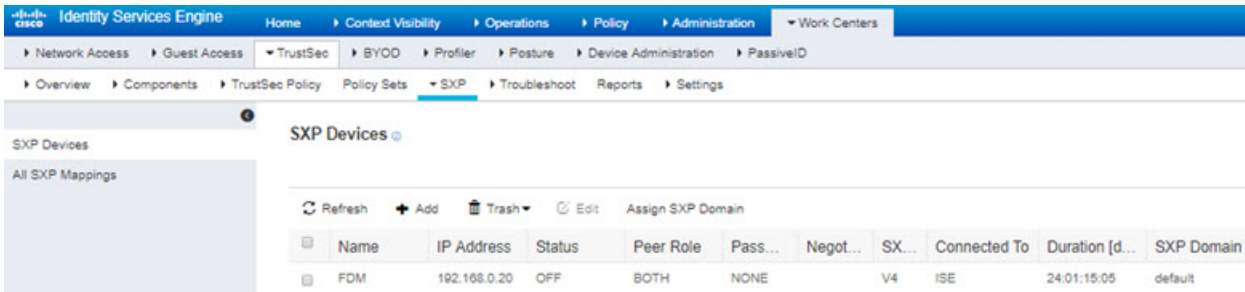 cisco Identity Services Engine Home Context Visibility Operations Policy Administration Work Centers
Network Access Guest Access TrustSec BYOD Profiler Posture Device Administration PassiveID
Overview Components TrustSec Policy Policy Sets SXP Troubleshoot Reports Settings
SXP Devices
All SXP Mappings
SXP Devices
Refresh Add Trash Edit Assign SXP Domain
Name IP Address Status Peer Role Pass... Negot... SX... Connected To Duration [d... SXP Domain
FDM 192.168.0.20 OFF BOTH NONE V4 ISE 24:01:15:05 default